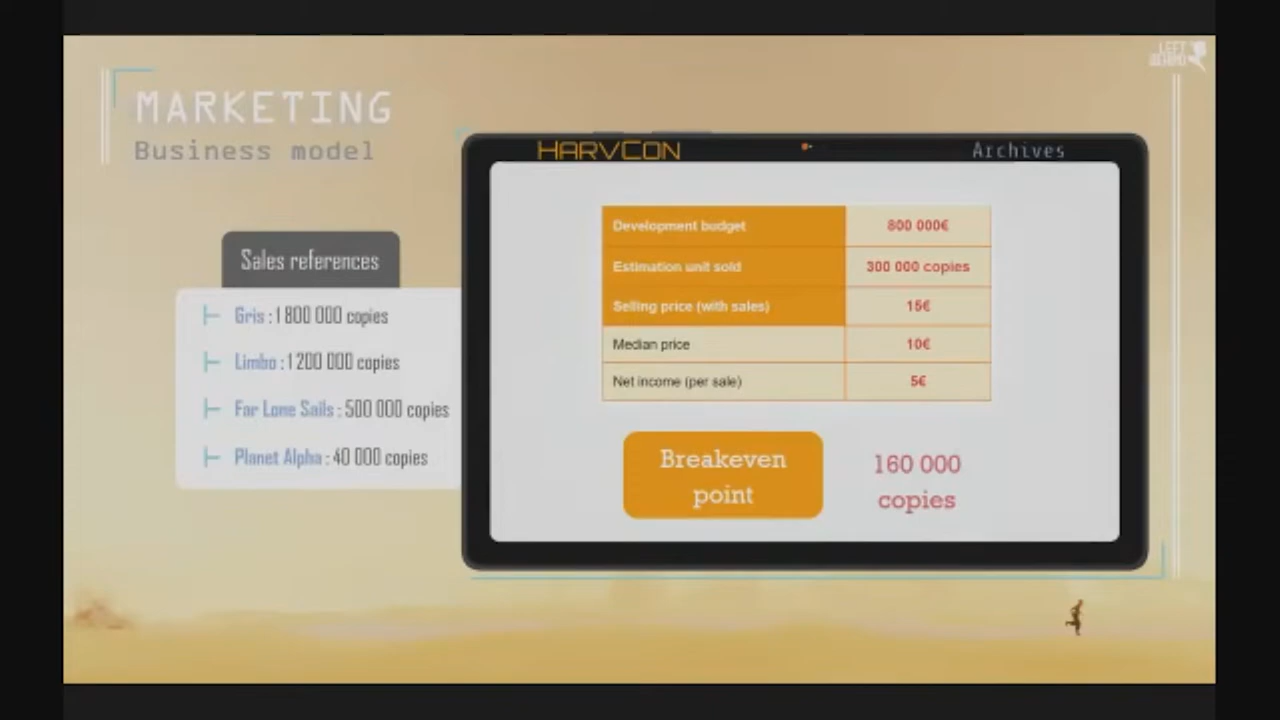 LEFT
BEHIND
MARKETING
Business model
HARVCON
Archives
Sales references
Gris : 1 800 000 copies
Limbo : 1 200 000 copies
Far Lone Sails : 500 000 copies
Planet Alpha : 40 000 copies
Development budget 800 000€
Estimation unit sold 300 000 copies
Selling price (with sales) 15€
Median price 10€
Net income (per sale) 5€
Breakeven
point
160 000
copies